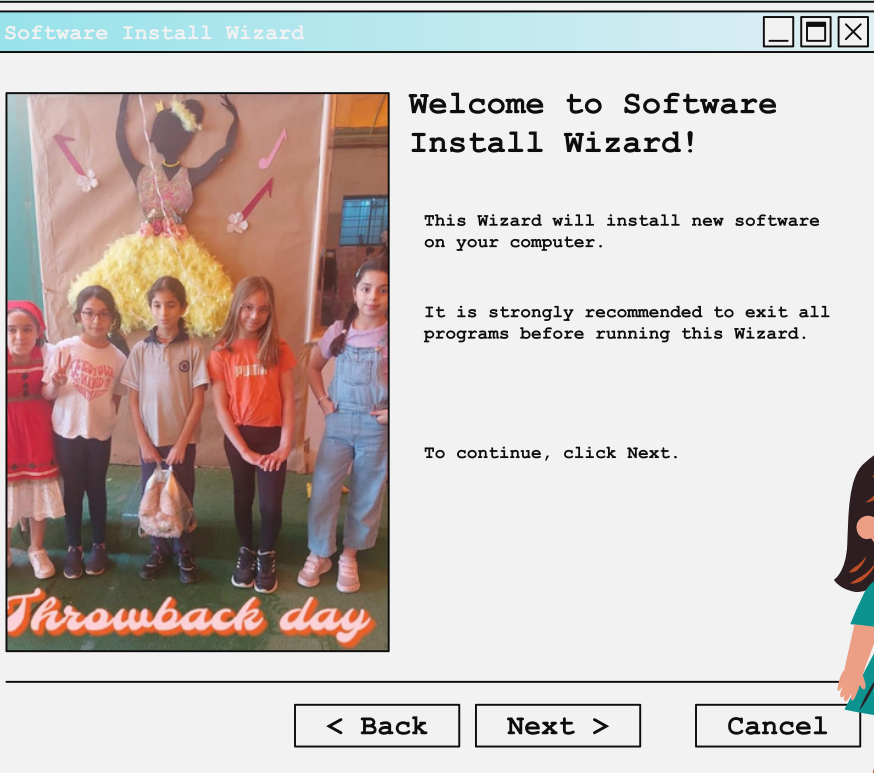 Software Install Wizard
Welcome to Software
Install Wizard!
This Wizard will install new software
on your computer.
It is strongly recommended to exit all
programs before running this Wizard.
To continue, click Next.
Throwback day
< Back
Next >
Cancel